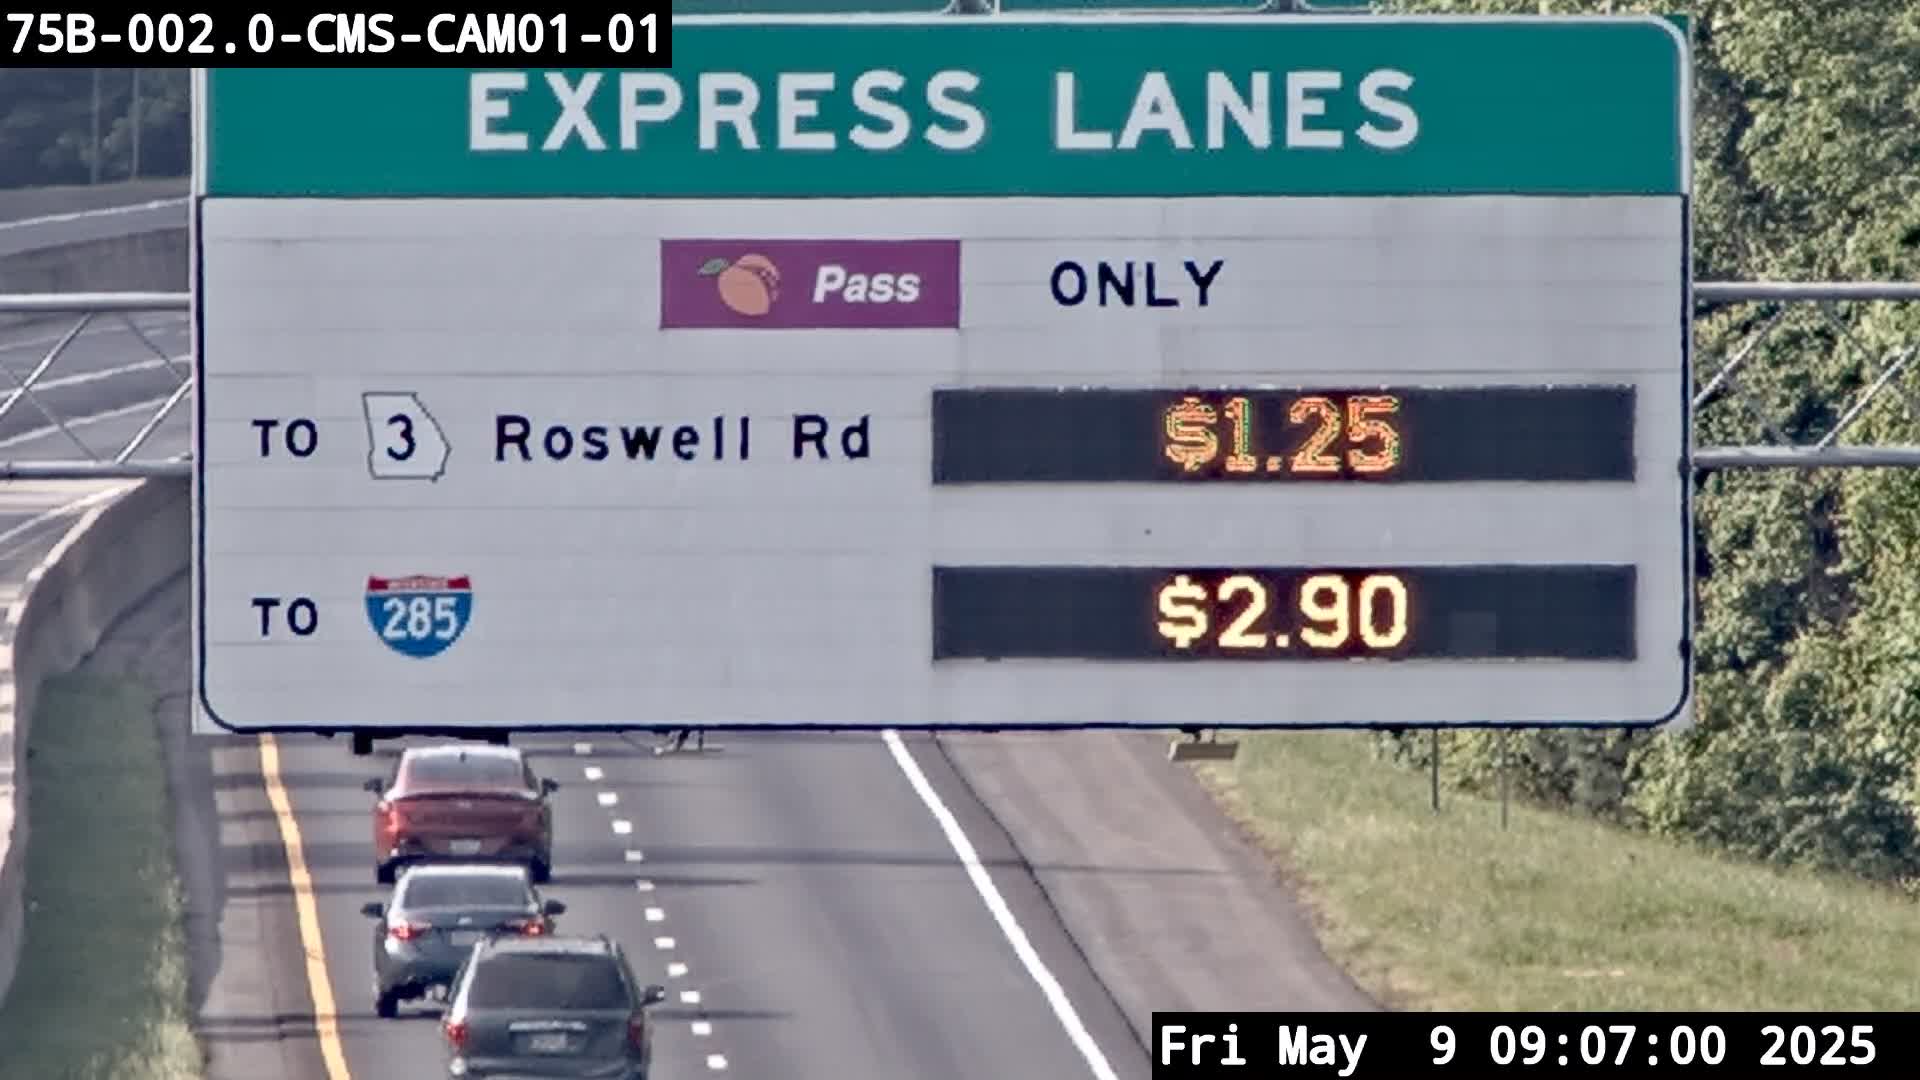 75B-002.0-CMS-CAM01-01
EXPRESS LANES
Pass ONLY
TO 3 Roswell Rd $1.25
TO 285 $2.90
Fri May 9 09:07:00 2025